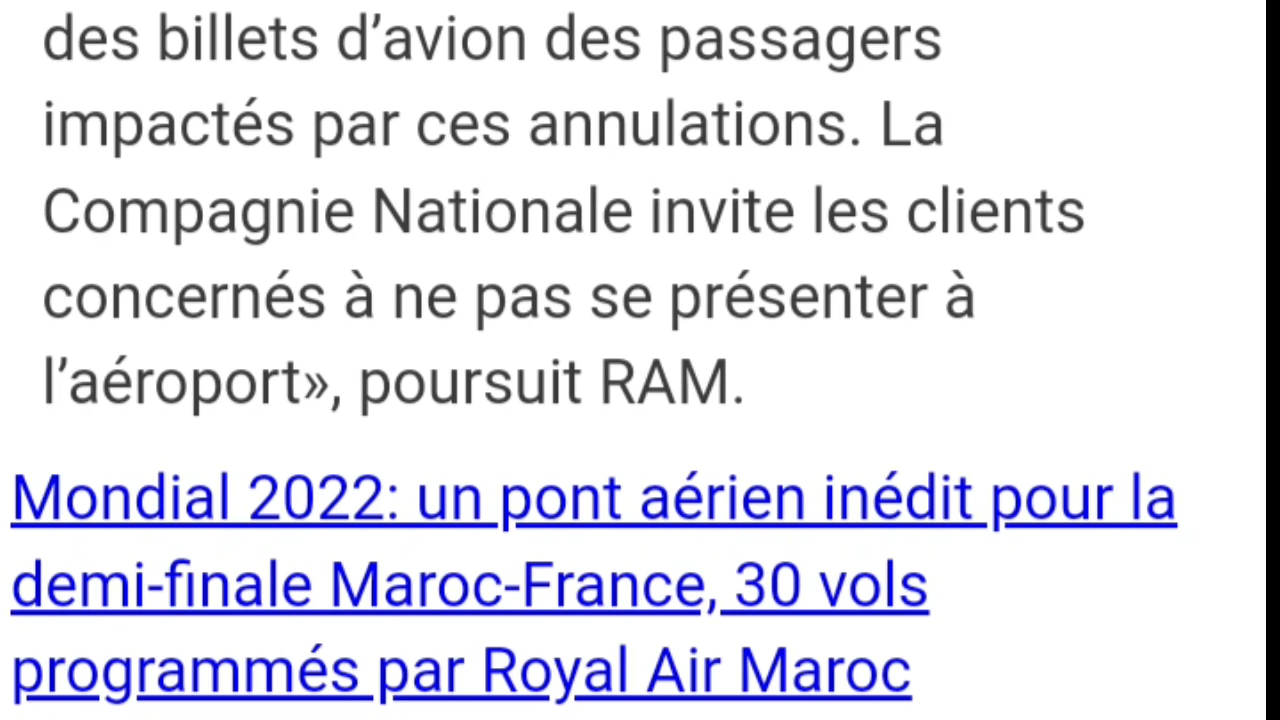 des billets d’avion des passagers
impactés par ces annulations. La
Compagnie Nationale invite les clients
concernés à ne pas se présenter à
l’aéroport», poursuit RAM.
Mondial 2022: un pont aérien inédit pour la
demi-finale Maroc-France, 30 vols
programmés par Royal Air Maroc